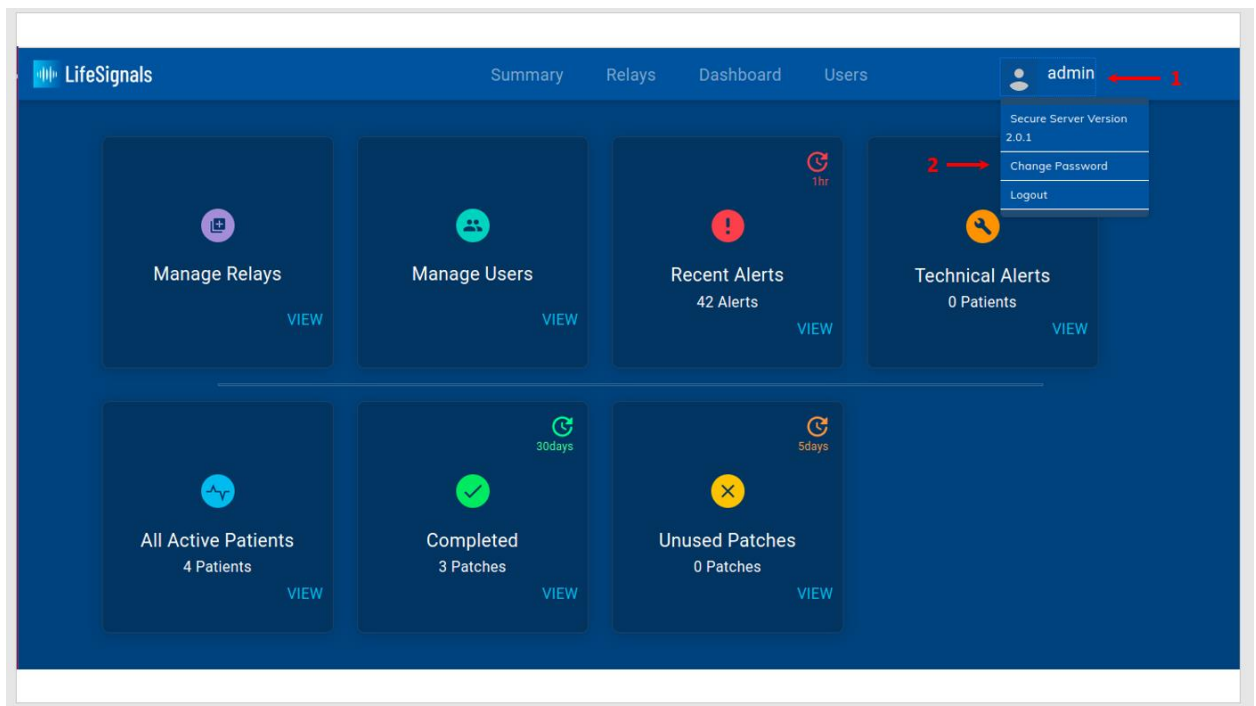 LifeSignals
Summary
Relays
Dashboard
Users
admin
1
Secure Server Version
2.0.1
2
Change Password
Logout
Manage Relays
VIEW
Manage Users
VIEW
1hr
Recent Alerts
42 Alerts
VIEW
Technical Alerts
0 Patients
VIEW
All Active Patients
4 Patients
VIEW
30days
Completed
3 Patches
VIEW
5days
Unused Patches
0 Patches
VIEW